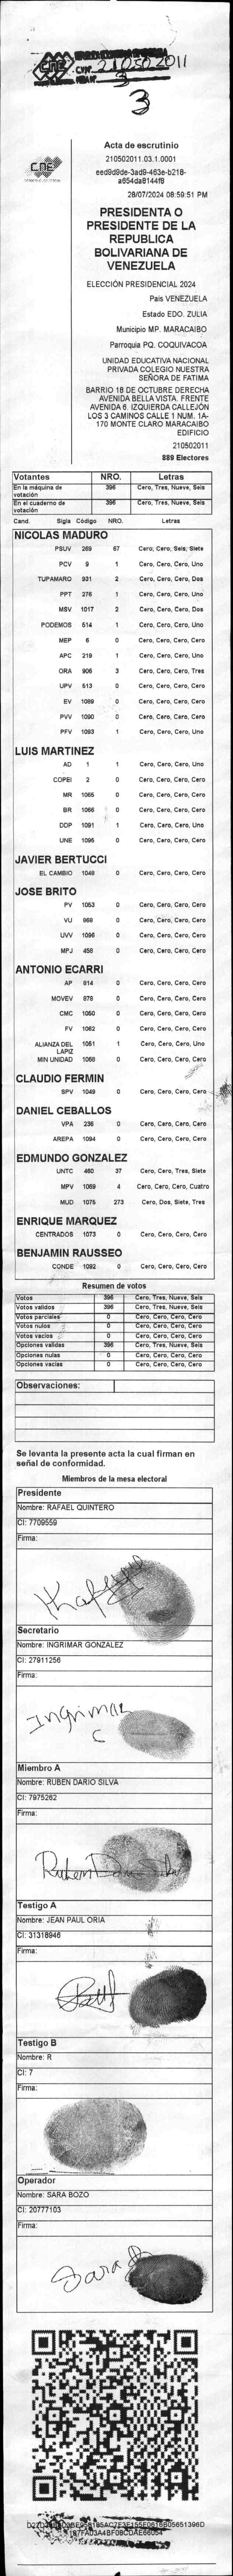 CNE
21050 2011
3
3
CNE
Acta de escrutinio
210502011.03.1.0001
eed9d9de-3ad9-463e-b218-
a654da8144f8
28/07/2024 08:59:51 PM
PRESIDENTA O
PRESIDENTE DE LA
REPUBLICA
BOLIVARIANA DE
VENEZUELA
ELECCIÓN PRESIDENCIAL 2024
País VENEZUELA
Estado EDO. ZULIA
Municipio MP. MARACAIBO
Parroquia PQ. COQUIVACOA
UNIDAD EDUCATIVA NACIONAL
PRIVADA COLEGIO NUESTRA
SEÑORA DE FATIMA
BARRIO 18 DE OCTUBRE DERECHA
AVENIDA BELLA VISTA. FRENTE
AVENIDA 6. IZQUIERDA CALLEJÓN
LOS 3 CAMINOS CALLE 1 NUM. 1A-
170 MONTE CLARO MARACAIBO
EDIFICIO
210502011
889 Electores
Votantes NRO. Letras
En la máquina de votación 396 Cero, Tres, Nueve, Seis
En el cuaderno de votación 396 Cero, Tres, Nueve, Seis
Cand. Sigla Código NRO. Letras
NICOLAS MADURO
PSUV 269 67 Cero, Cero, Seis, Siete
PCV 9 1 Cero, Cero, Cero, Uno
TUPAMARO 931 2 Cero, Cero, Cero, Dos
PPT 276 1 Cero, Cero, Cero, Uno
MSV 1017 2 Cero, Cero, Cero, Dos
PODEMOS 514 1 Cero, Cero, Cero, Uno
MEP 6 0 Cero, Cero, Cero, Cero
APC 219 1 Cero, Cero, Cero, Uno
ORA 906 3 Cero, Cero, Cero, Tres
UPV 513 0 Cero, Cero, Cero, Cero
EV 1089 0 Cero, Cero, Cero, Cero
PVV 1090 0 Cero, Cero, Cero, Cero
PFV 1093 1 Cero, Cero, Cero, Uno
LUIS MARTINEZ
AD 1 1 Cero, Cero, Cero, Uno
COPEI 2 0 Cero, Cero, Cero, Cero
MR 1065 0 Cero, Cero, Cero, Cero
BR 1066 0 Cero, Cero, Cero, Cero
DDP 1091 1 Cero, Cero, Cero, Uno
UNE 1095 0 Cero, Cero, Cero, Cero
JAVIER BERTUCCI
EL CAMBIO 1048 0 Cero, Cero, Cero, Cero
JOSE BRITO
PV 1053 0 Cero, Cero, Cero, Cero
VU 968 0 Cero, Cero, Cero, Cero
UVV 1096 0 Cero, Cero, Cero, Cero
MPJ 458 0 Cero, Cero, Cero, Cero
ANTONIO ECARRI
AP 814 0 Cero, Cero, Cero, Cero
MOVEV 878 0 Cero, Cero, Cero, Cero
CMC 1050 0 Cero, Cero, Cero, Cero
FV 1062 0 Cero, Cero, Cero, Cero
ALIANZA DEL LAPIZ 1051 1 Cero, Cero, Cero, Uno
MIN UNIDAD 1068 0 Cero, Cero, Cero, Cero
CLAUDIO FERMIN
SPV 1049 0 Cero, Cero, Cero, Cero
DANIEL CEBALLOS
VPA 236 0 Cero, Cero, Cero, Cero
AREPA 1094 0 Cero, Cero, Cero, Cero
EDMUNDO GONZALEZ
UNTC 460 37 Cero, Cero, Tres, Siete
MPV 1069 4 Cero, Cero, Cero, Cuatro
MUD 1075 273 Cero, Dos, Siete, Tres
ENRIQUE MARQUEZ
CENTRADOS 1073 0 Cero, Cero, Cero, Cero
BENJAMIN RAUSSEO
CONDE 1092 0 Cero, Cero, Cero, Cero
Resumen de votos
Votos 396 Cero, Tres, Nueve, Seis
Votos validos 396 Cero, Tres, Nueve, Seis
Votos parciales 0 Cero, Cero, Cero, Cero
Votos nulos 0 Cero, Cero, Cero, Cero
Votos vacios 0 Cero, Cero, Cero, Cero
Opciones validas 396 Cero, Tres, Nueve, Seis
Opciones nulas 0 Cero, Cero, Cero, Cero
Opciones vacias 0 Cero, Cero, Cero, Cero
Observaciones:
Se levanta la presente acta la cual firman en
señal de conformidad.
Miembros de la mesa electoral
Presidente
Nombre: RAFAEL QUINTERO
CI: 7709559
Firma:
Secretario
Nombre: INGRIMAR GONZALEZ
CI: 27911256
Firma:
Ingrimar
C
Miembro A
Nombre: RUBEN DARIO SILVA
CI: 7975262
Firma:
Ruben
Testigo A
Nombre: JEAN PAUL ORIA
CI: 31318946
Firma:
Testigo B
Nombre: R
CI: 7
Firma:
Operador
Nombre: SARA BOZO
CI: 20777103
Firma:
Sara B